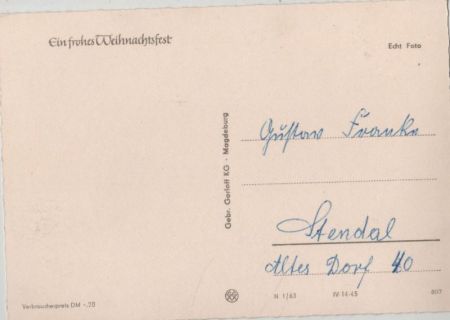 Ein frohes Weihnachtsfest
Echt Foto
Gebr. Garloff KG · Magdeburg
Gustav Franke
Stendal
Altes Dorf 40
Verbraucherpreis DM -,20
N 1/63 IV-14-45 807